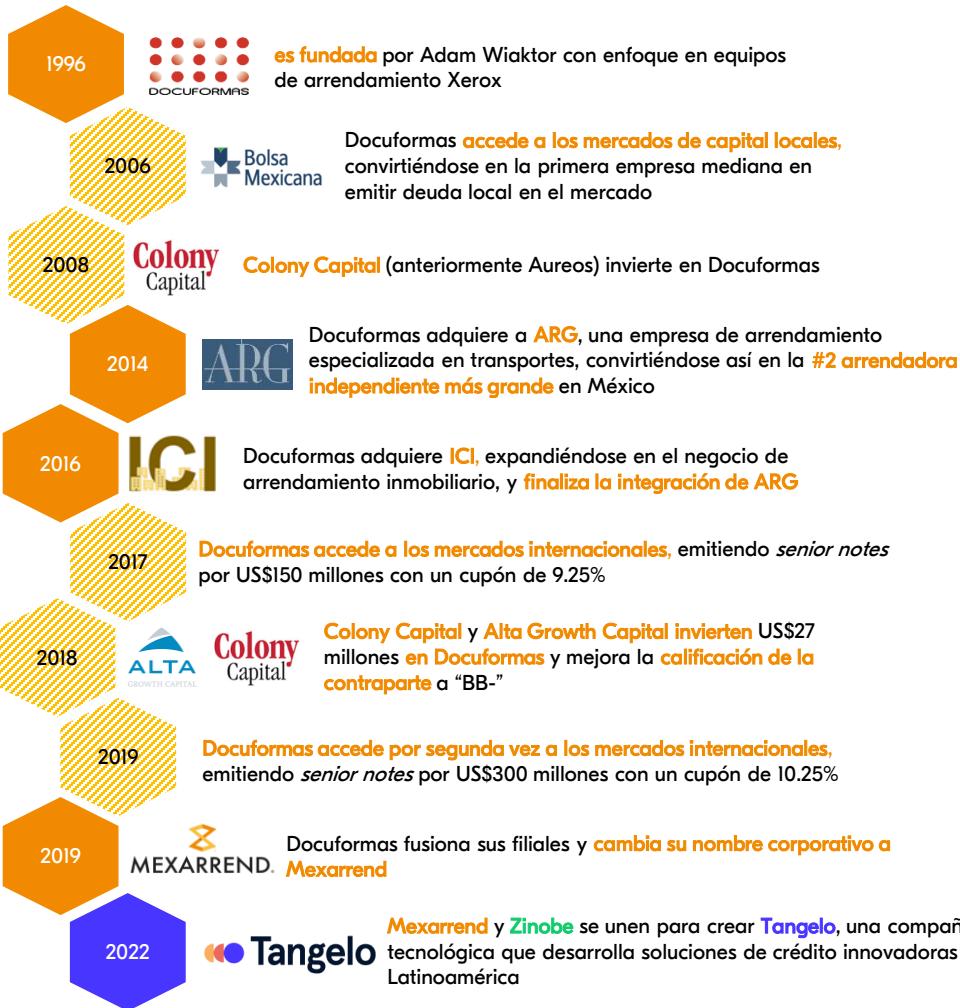 1996
DOCUFORMAS
es fundada por Adam Wiaktor con enfoque en equipos
de arrendamiento Xerox
2006
Bolsa
Mexicana
Docuformas accede a los mercados de capital locales,
convirtiéndose en la primera empresa mediana en
emitir deuda local en el mercado
2008
Colony
Capital
Colony Capital (anteriormente Aureos) invierte en Docuformas
2014
ARG
Docuformas adquiere a ARG, una empresa de arrendamiento
especializada en transportes, convirtiéndose así en la #2 arrendadora
independiente más grande en México
2016
ICI
Docuformas adquiere ICI, expandiéndose en el negocio de
arrendamiento inmobiliario, y finaliza la integración de ARG
2017
Docuformas accede a los mercados internacionales, emitiendo senior notes
por US$150 millones con un cupón de 9.25%
2018
ALTA
GROWTH CAPITAL
Colony
Capital
Colony Capital y Alta Growth Capital invierten US$27
millones en Docuformas y mejora la calificación de la
contraparte a “BB-”
2019
Docuformas accede por segunda vez a los mercados internacionales,
emitiendo senior notes por US$300 millones con un cupón de 10.25%
2019
MEXARREND.
Docuformas fusiona sus filiales y cambia su nombre corporativo a
Mexarrend
2022
Tangelo
Mexarrend y Zinobe se unen para crear Tangelo, una compañ
tecnológica que desarrolla soluciones de crédito innovadoras
Latinoamérica